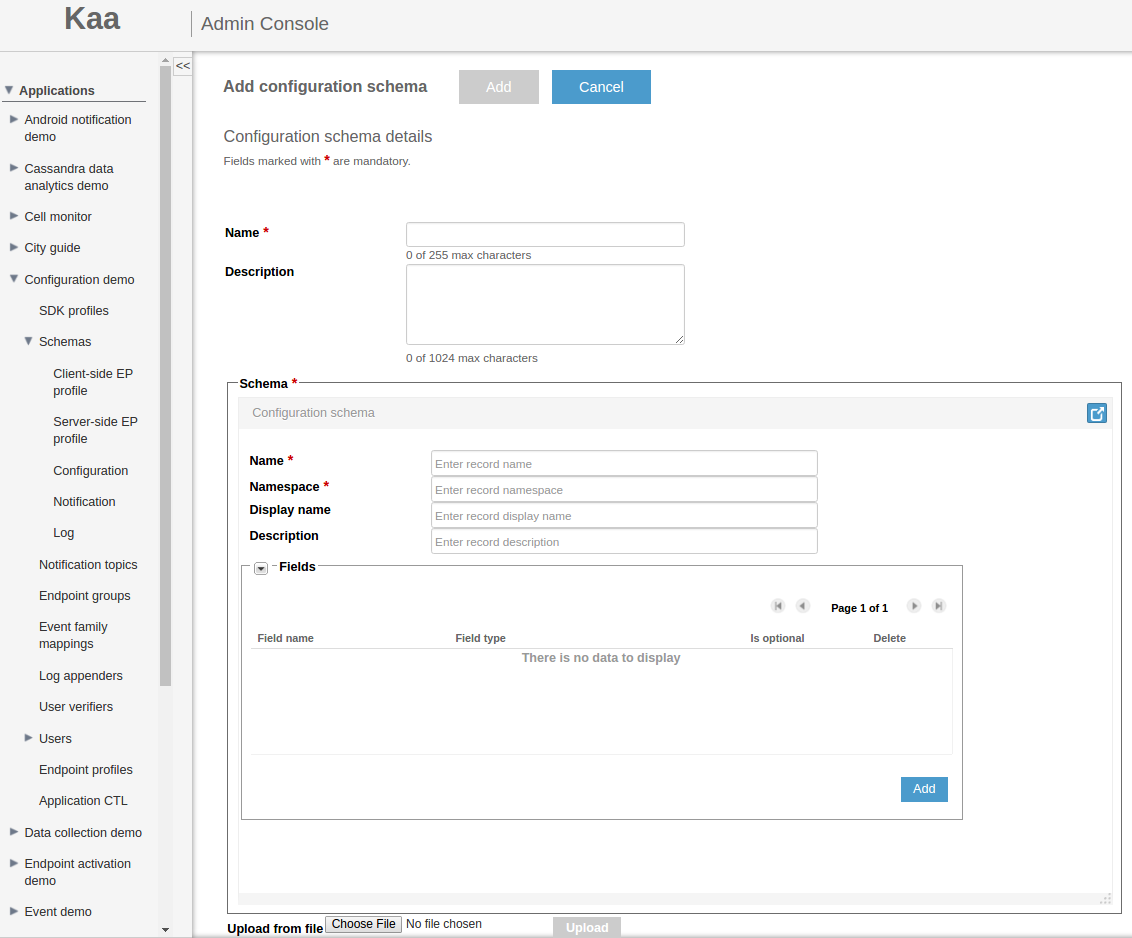 Kaa
Admin Console
<<
Applications
Android notification
demo
Cassandra data
analytics demo
Cell monitor
City guide
Configuration demo
SDK profiles
Schemas
Client-side EP
profile
Server-side EP
profile
Configuration
Notification
Log
Notification topics
Endpoint groups
Event family
mappings
Log appenders
User verifiers
Users
Endpoint profiles
Application CTL
Data collection demo
Endpoint activation
demo
Event demo
Add configuration schema Add Cancel
Configuration schema details
Fields marked with * are mandatory.
Name *
0 of 255 max characters
Description
0 of 1024 max characters
Schema *
Configuration schema
Name * Enter record name
Namespace * Enter record namespace
Display name Enter record display name
Description Enter record description
Fields
Page 1 of 1
Field name Field type Is optional Delete
There is no data to display
Add
Upload from file Choose File No file chosen Upload